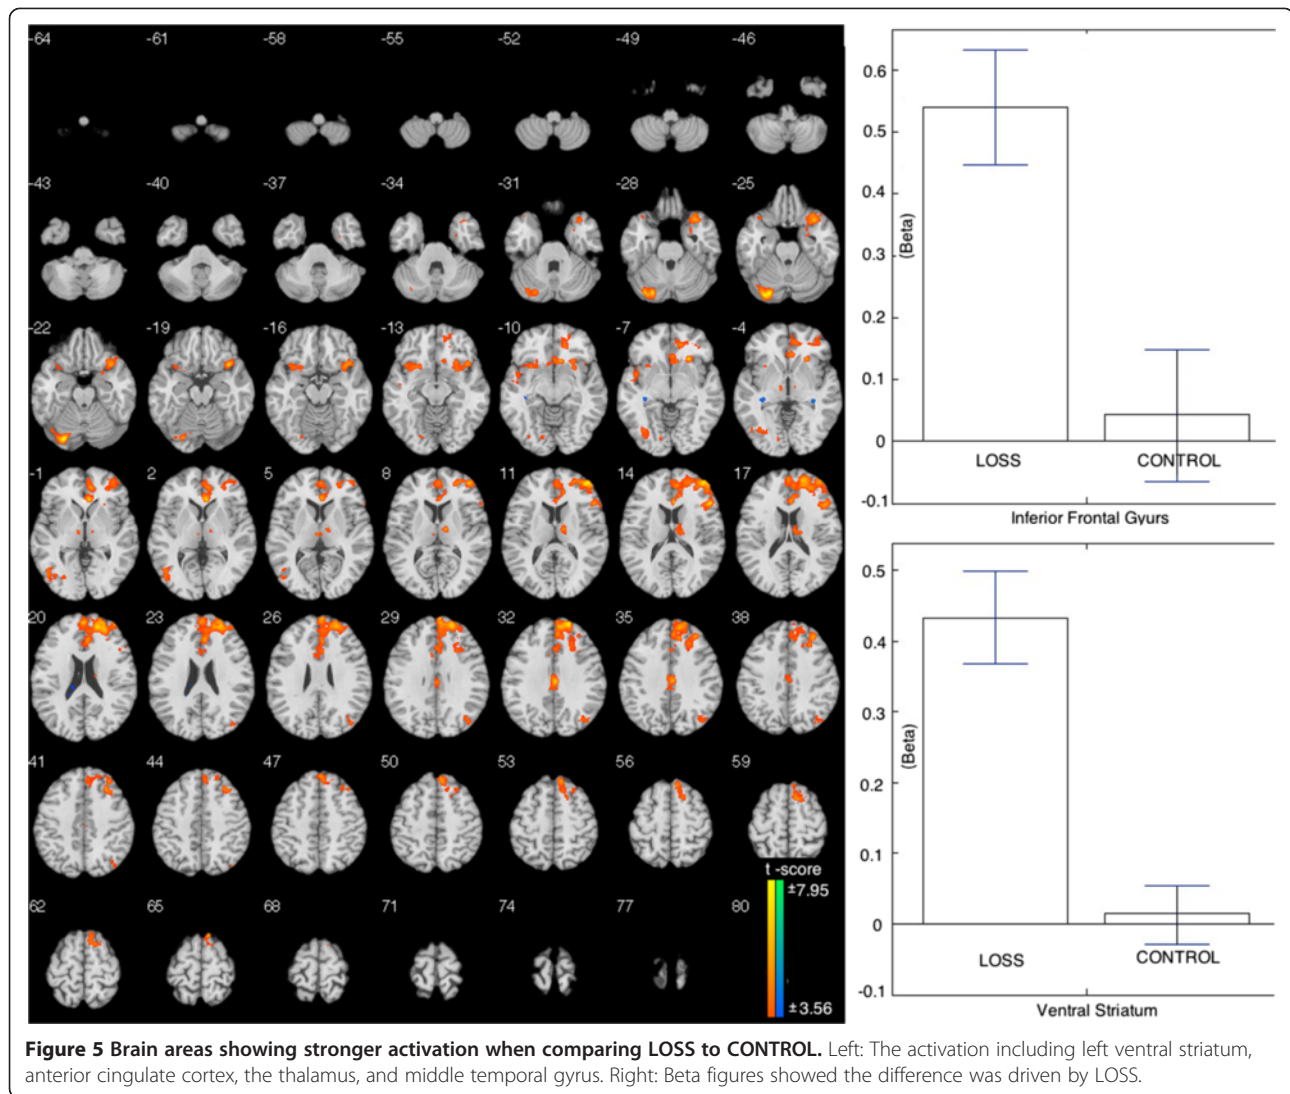 -64 -61 -58 -55 -52 -49 -46
-43 -40 -37 -34 -31 -28 -25
-22 -19 -16 -13 -10 -7 -4
-1 2 5 8 11 14 17
20 23 26 29 32 35 38
41 44 47 50 53 56 59
t -score
±7.95
±3.56
62 65 68 71 74 77 80
0.6
0.5
0.4
0.3
0.2
0.1
0
-0.1
(Beta)
LOSS CONTROL
Inferior Frontal Gyurs
0.5
0.4
0.3
0.2
0.1
0
-0.1
(Beta)
LOSS CONTROL
Ventral Striatum
Figure 5 Brain areas showing stronger activation when comparing LOSS to CONTROL. Left: The activation including left ventral striatum,
anterior cingulate cortex, the thalamus, and middle temporal gyrus. Right: Beta figures showed the difference was driven by LOSS.